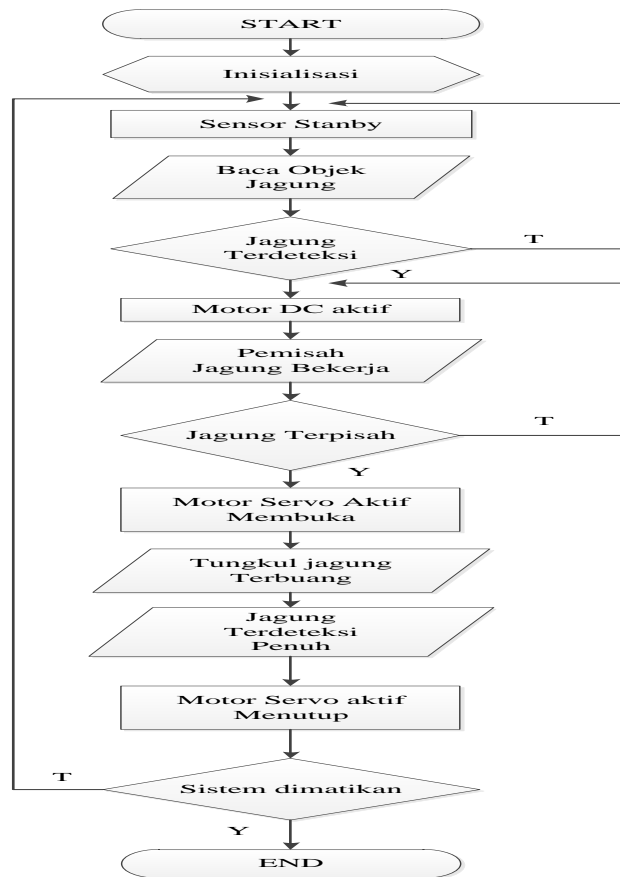 START
Inisialisasi
Sensor Stanby
Baca Objek
Jagung
Jagung
Terdeteksi
T
Y
Motor DC aktif
Pemisah
Jagung Bekerja
Jagung Terpisah
T
Y
Motor Servo Aktif
Membuka
Tungkul jagung
Terbuang
Jagung
Terdeteksi
Penuh
Motor Servo aktif
Menutup
T
Sistem dimatikan
Y
END